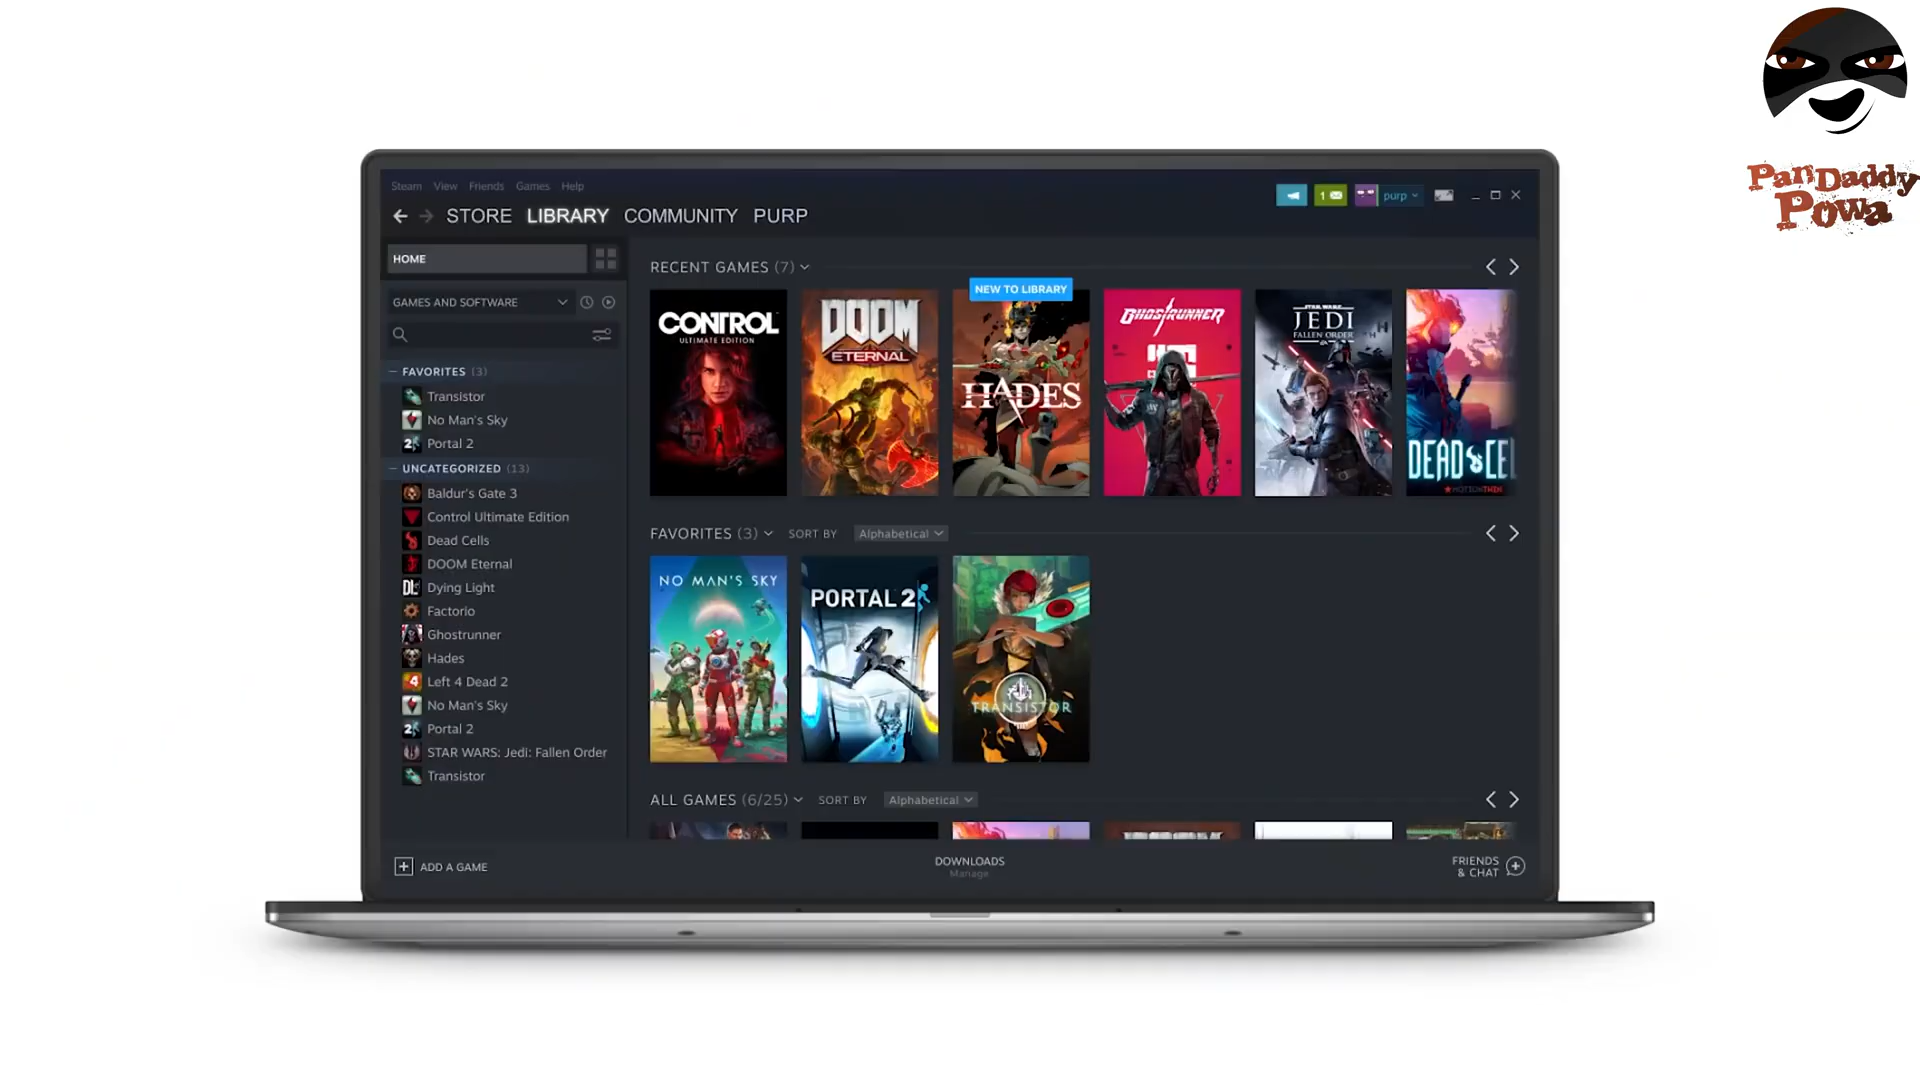 PanDaddy
Powa
Steam View Friends Games Help
1 purp
STORE LIBRARY COMMUNITY PURP
HOME
GAMES AND SOFTWARE
FAVORITES (3)
Transistor
No Man's Sky
Portal 2
UNCATEGORIZED (13)
Baldur's Gate 3
Control Ultimate Edition
Dead Cells
DOOM Eternal
Dying Light
Factorio
Ghostrunner
Hades
Left 4 Dead 2
No Man's Sky
Portal 2
STAR WARS: Jedi: Fallen Order
Transistor
RECENT GAMES (7)
CONTROL
ULTIMATE EDITION
DOOM
ETERNAL
NEW TO LIBRARY
HADES
GHOSTRUNNER
STAR WARS
JEDI
FALLEN ORDER
DEAD CEL
MOTIONTWIN
FAVORITES (3) SORT BY Alphabetical
NO MAN'S SKY
PORTAL 2
TRANSISTOR
ALL GAMES (6/25) SORT BY Alphabetical
ADD A GAME
DOWNLOADS
Manage
FRIENDS
& CHAT